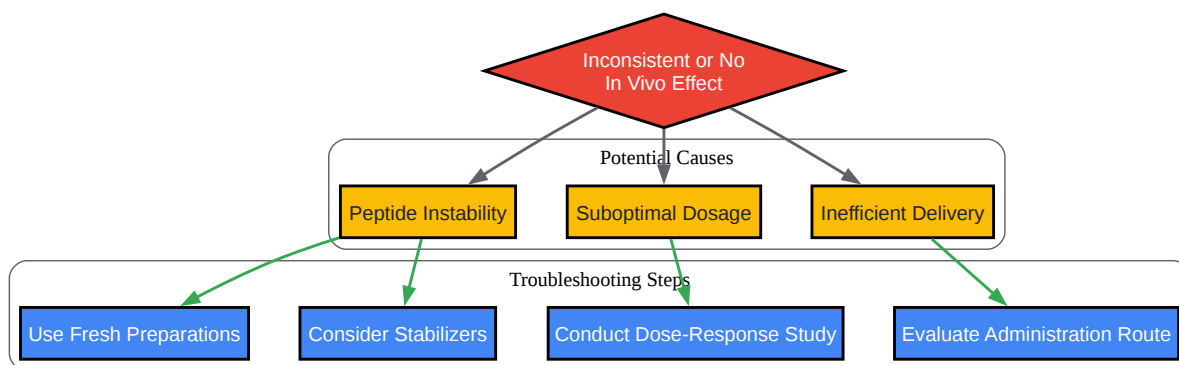 Inconsistent or No
In Vivo Effect
Potential Causes
Peptide Instability
Suboptimal Dosage
Inefficient Delivery
Troubleshooting Steps
Use Fresh Preparations
Consider Stabilizers
Conduct Dose-Response Study
Evaluate Administration Route